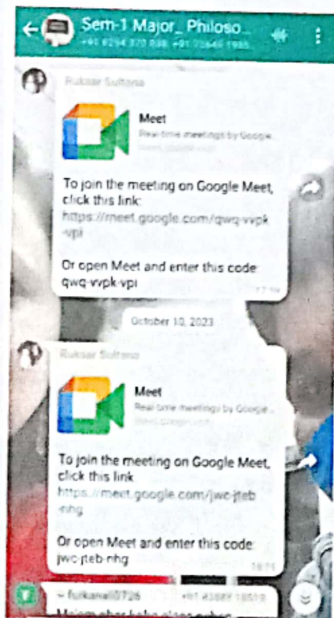 Sem-1 Major_ Philoso...
Ruksar Sultana
Meet
Real-time meetings by Google...
To join the meeting on Google Meet,
click this link:
https://meet.google.com/qwq-vvpk
-vpi
Or open Meet and enter this code:
qwq-vvpk-vpi
October 10, 2023
Ruksar Sultana
Meet
Real-time meetings by Google...
To join the meeting on Google Meet,
click this link:
https://meet.google.com/jwc-jteb
-nhg
Or open Meet and enter this code:
jwc-jteb-nhg
~ furkanali0726